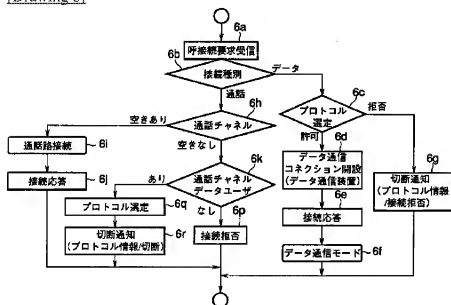 6a
呼接続要求受信
6b
接続種別
データ
通話
6c
プロトコル
選定
拒否
許可
6h
空きあり
通話チャネル
空きなし
6i
通話路接続
6j
接続応答
6k
通話チャネル
データユーザ
あり
なし
6q
プロトコル選定
6r
切断通知
(プロトコル情報/切断)
6p
接続拒否
6d
データ通信
コネクション開設
(データ通信装置)
6e
接続応答
6f
データ通信モード
6g
切断通知
(プロトコル情報
/接続拒否)